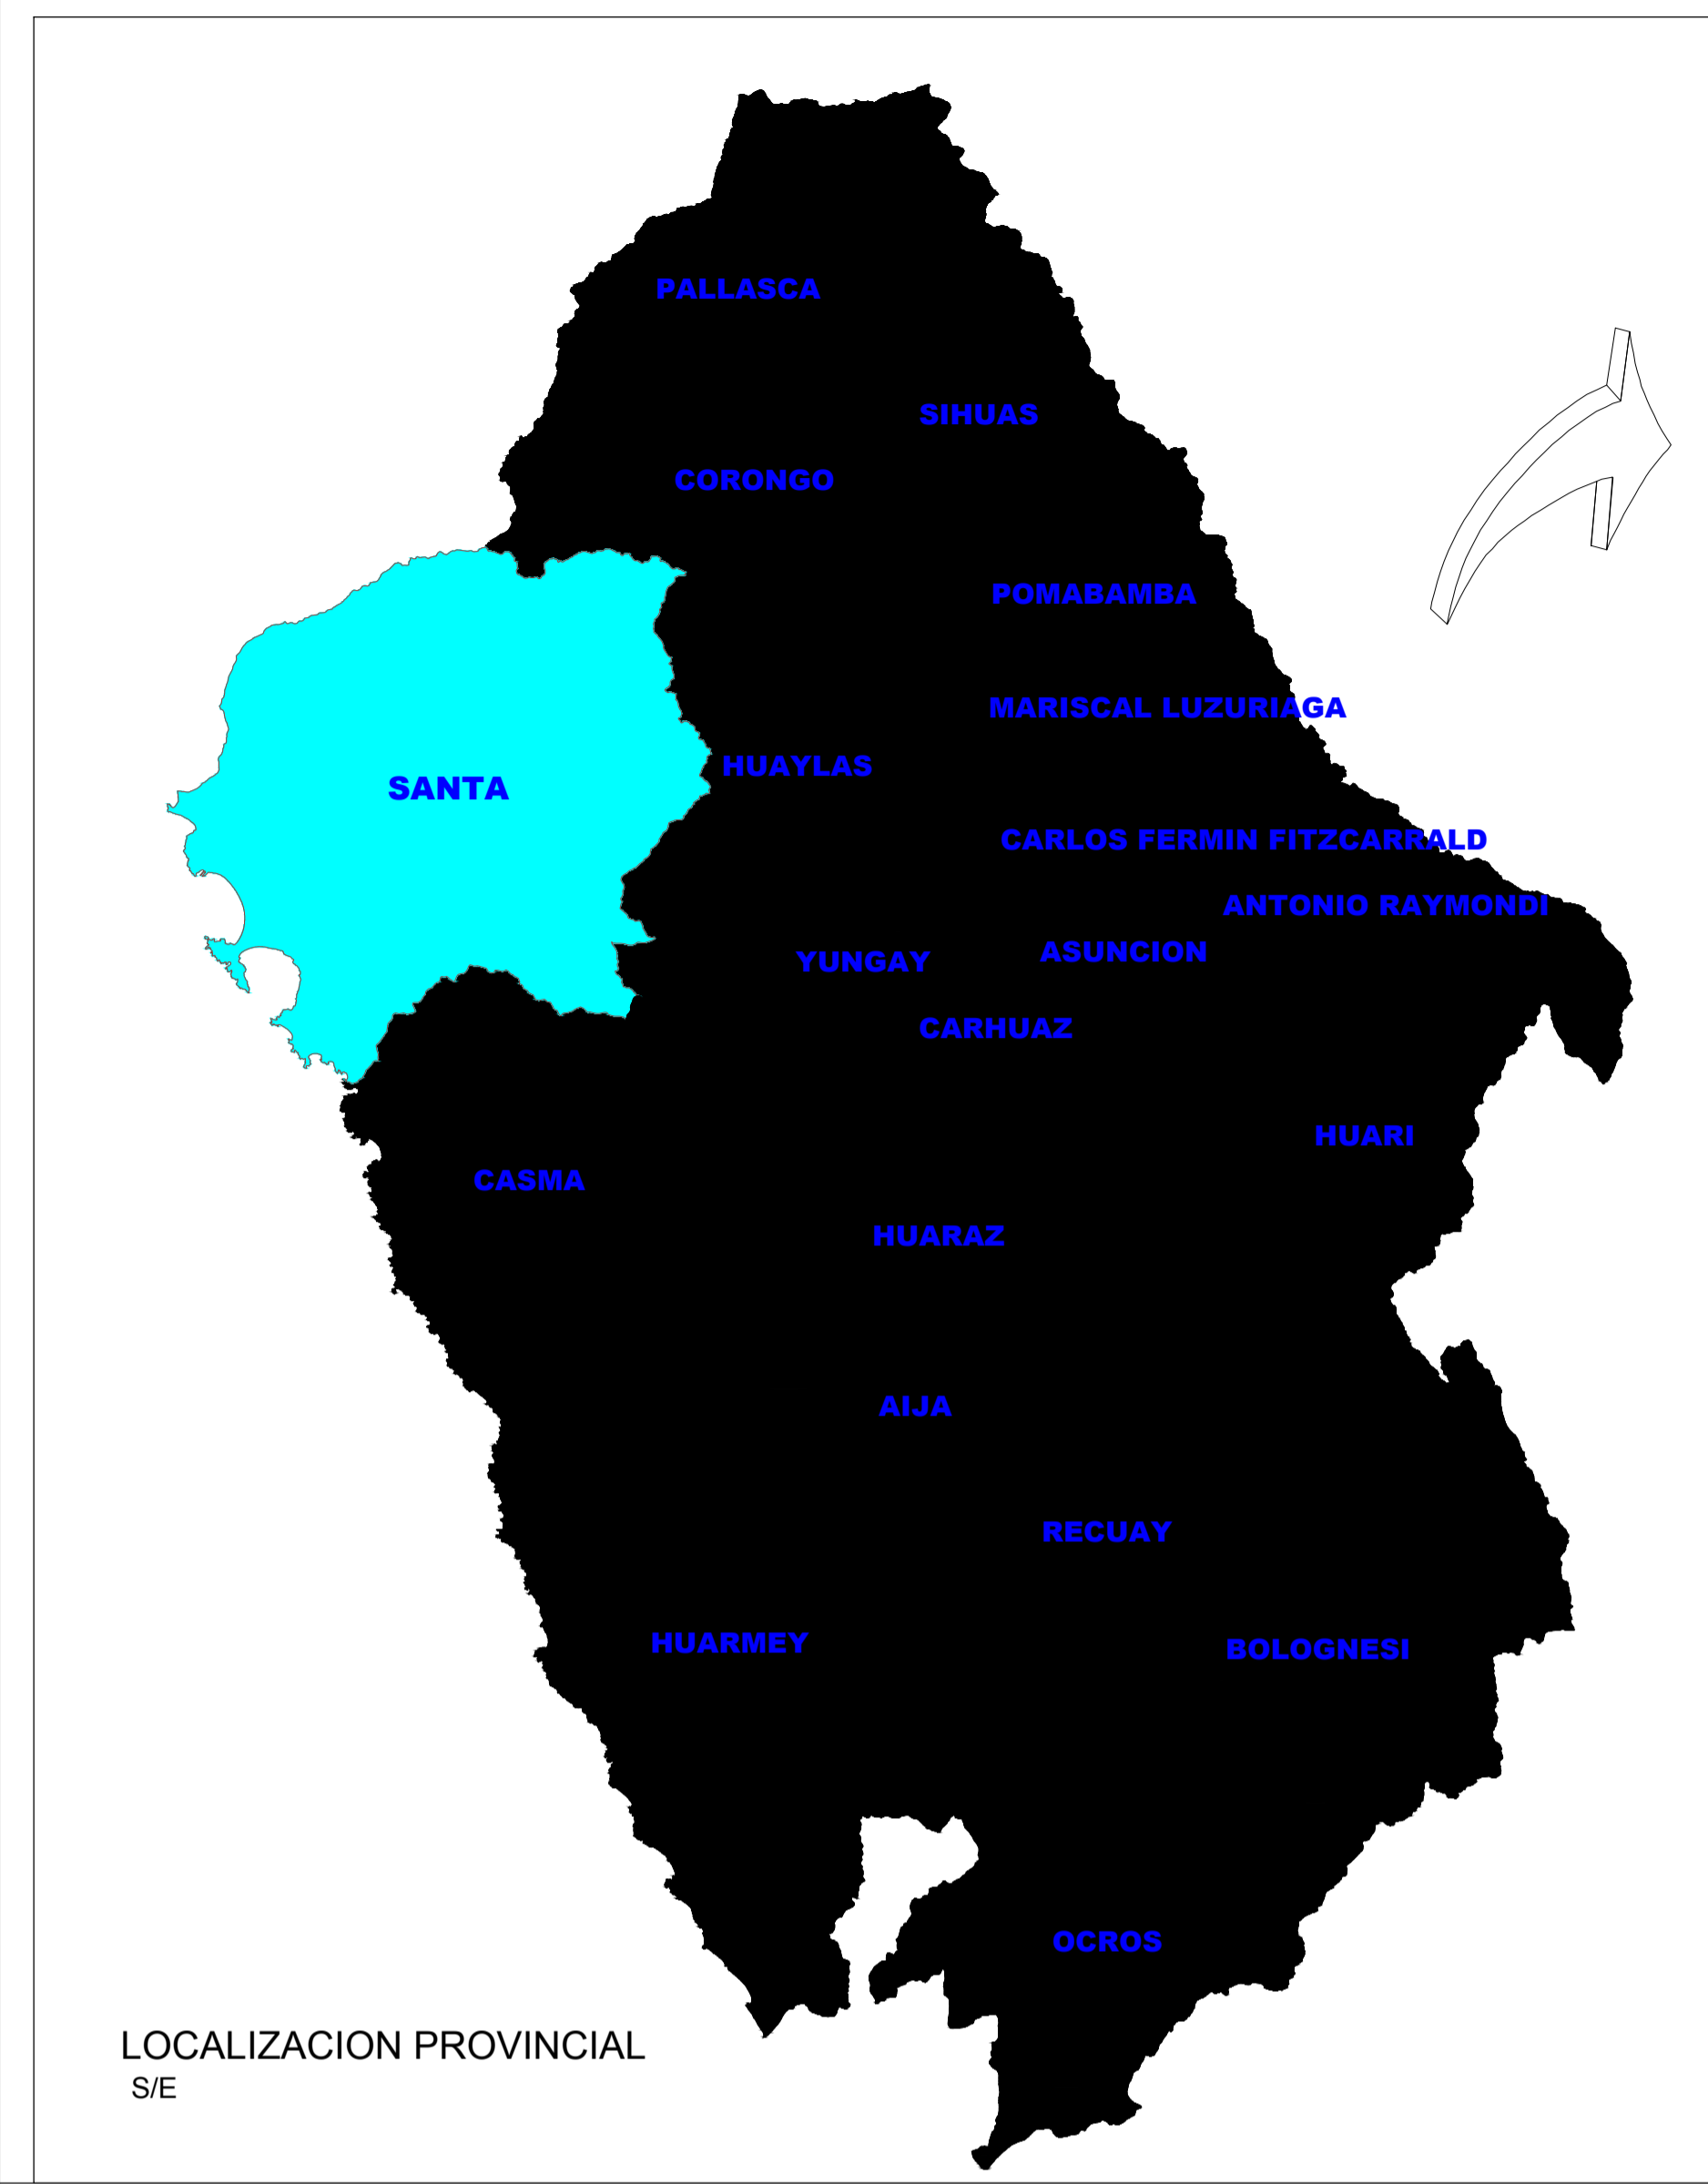 PALLASCA
SIHUAS
CORONGO
POMABAMBA
MARISCAL LUZURIAGA
HUAYLAS
SANTA
CARLOS FERMIN FITZCARRALD
ANTONIO RAYMONDI
ASUNCION
YUNGAY
CARHUAZ
HUARI
CASMA
HUARAZ
AIJA
RECUAY
HUARMEY
BOLOGNESI
OCROS
LOCALIZACION PROVINCIAL
S/E